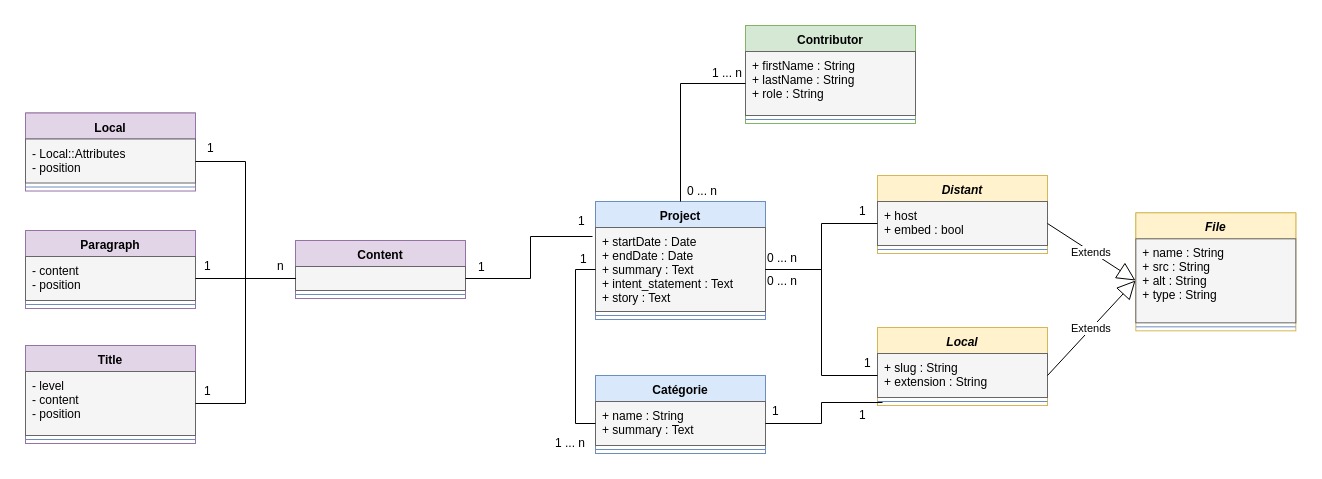 Contributor
+ firstName : String
+ lastName : String
+ role : String
1 ... n
0 ... n
Local
- Local::Attributes
- position
1
Paragraph
- content
- position
1
Title
- level
- content
- position
1
n
Content
1
1
Project
+ startDate : Date
+ endDate : Date
+ summary : Text
+ intent_statement : Text
+ story : Text
1
0 ... n
0 ... n
Catégorie
+ name : String
+ summary : Text
1 ... n
1
1
Distant
+ host
+ embed : bool
1
Local
+ slug : String
+ extension : String
1
Extends
Extends
File
+ name : String
+ src : String
+ alt : String
+ type : String